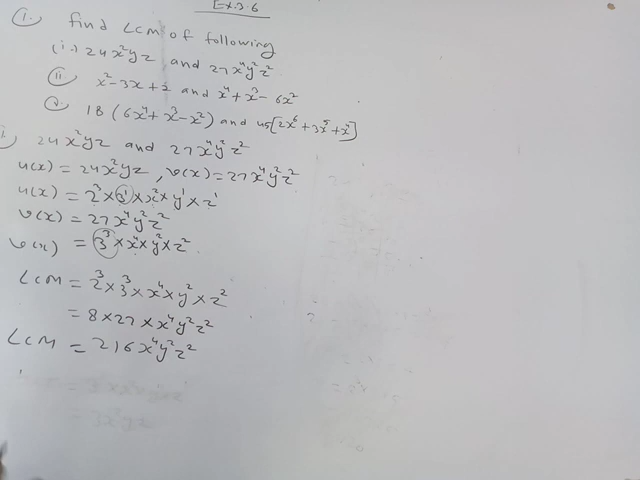 Ex.3.6
1. find LCM of following
(i.) 24x²yz and 27x⁴y²z²
(ii) x²-3x+2 and x⁴+x³-6x²
18(6x⁴+x³-x²) and 45[2x⁶+3x⁵+x⁴]
1. 24x²yz and 27x⁴y²z²
u(x) = 24x²yz, v(x) = 27x⁴y²z²
u(x) = 2³×3¹×x²×y¹×z¹
v(x) = 27x⁴y²z²
v(x) = 3³×x⁴×y²×z²
LCM = 2³×3³×x⁴×y²×z²
= 8×27×x⁴y²z²
LCM = 216x⁴y²z²